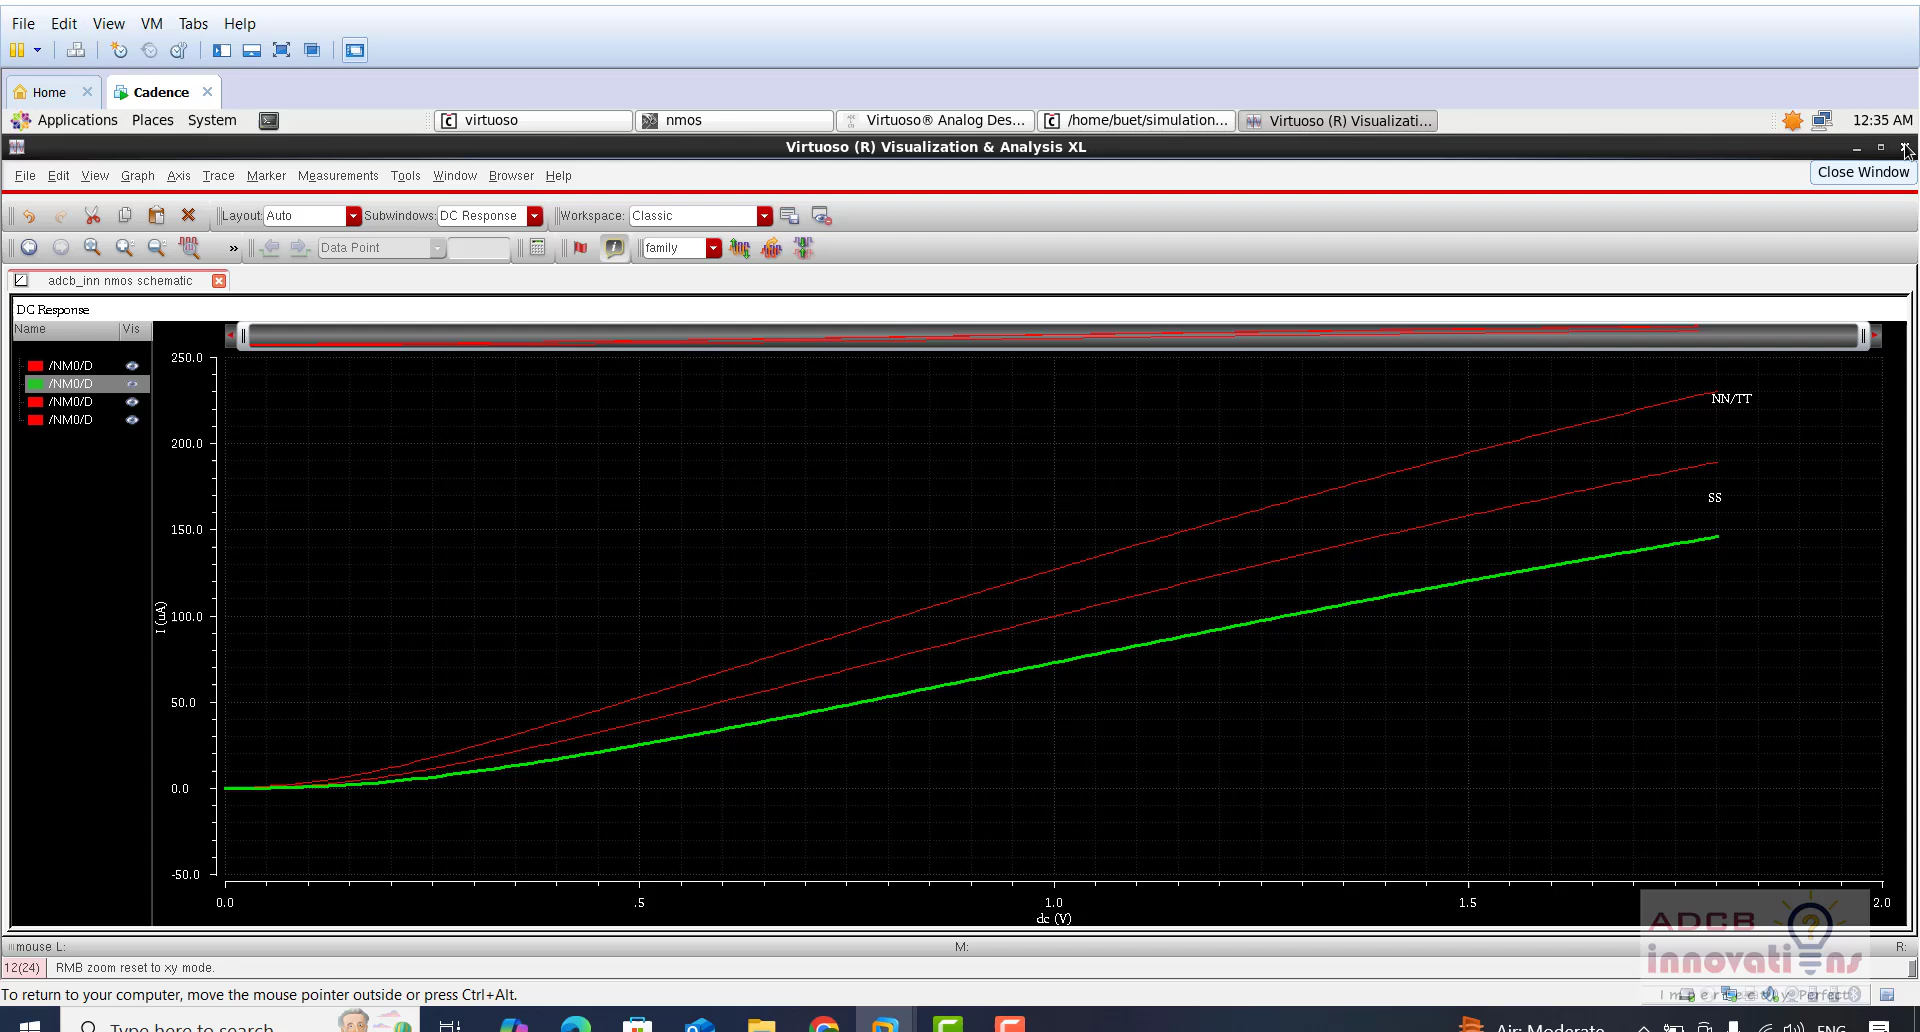 File Edit View VM Tabs Help
Home Cadence
Applications Places System virtuoso nmos Virtuoso® Analog Des... /home/buet/simulation... Virtuoso (R) Visualizati... 12:35 AM
Virtuoso (R) Visualization & Analysis XL
File Edit View Graph Axis Trace Marker Measurements Tools Window Browser Help
Close Window
Layout: Auto Subwindows: DC Response Workspace: Classic
» Data Point family
adcb_inn nmos schematic
DC Response
Name Vis
/NM0/D
/NM0/D
/NM0/D
/NM0/D
250.0
200.0
150.0
100.0
50.0
0.0
-50.0
I (uA)
NN/TT
SS
0.0 .5 1.0 1.5 2.0
dc (V)
ADCB
innovati ns
mouse L: M: R:
12(24) RMB zoom reset to xy mode.
To return to your computer, move the mouse pointer outside or press Ctrl+Alt.
Type here to search Air: Moderate ENG